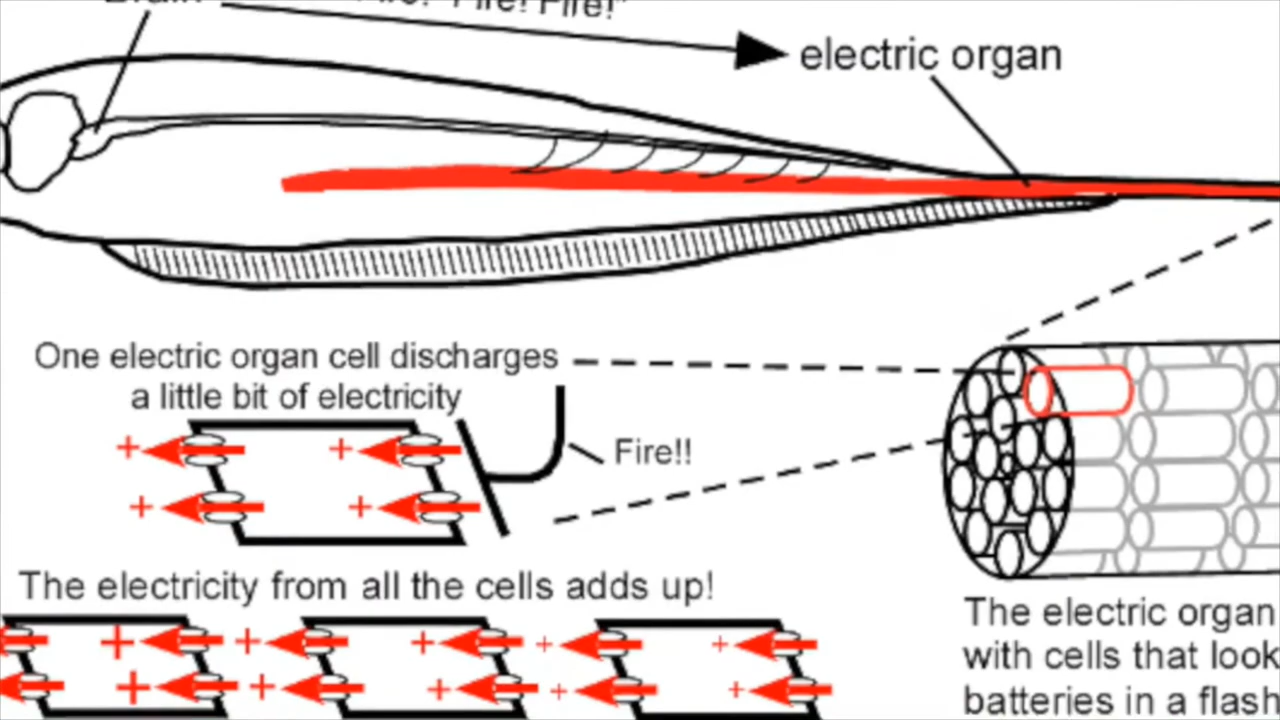 Brain
Fire! Fire!"
electric organ
One electric organ cell discharges
a little bit of electricity
Fire!!
The electricity from all the cells adds up!
The electric organ
with cells that look
batteries in a flash